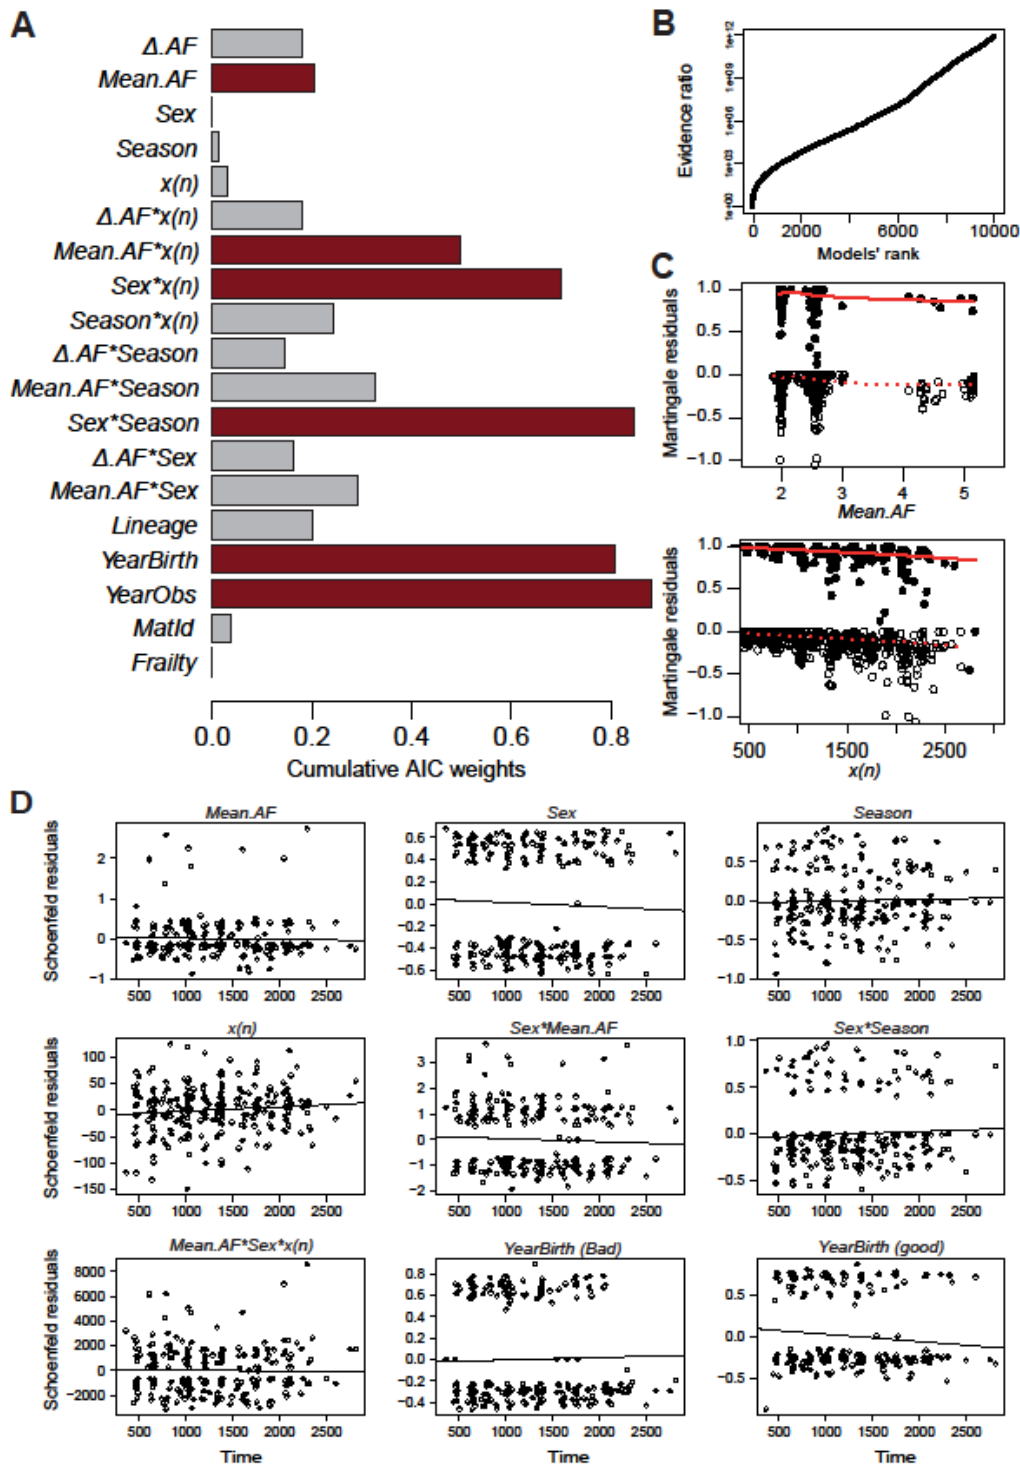 A
Δ.AF
Mean.AF
Sex
Season
x(n)
Δ.AF*x(n)
Mean.AF*x(n)
Sex*x(n)
Season*x(n)
Δ.AF*Season
Mean.AF*Season
Sex*Season
Δ.AF*Sex
Mean.AF*Sex
Lineage
YearBirth
YearObs
MatId
Frailty
0.0 0.2 0.4 0.6 0.8
Cumulative AIC weights
B
Evidence ratio
1e+12
1e+09
1e+06
1e+03
1e+00
0 2000 6000 10000
Models' rank
C
Martingale residuals
1.0
0.5
0.0
−0.5
−1.0
2 3 4 5
Mean.AF
Martingale residuals
1.0
0.5
0.0
−0.5
−1.0
500 1500 2500
x(n)
D
Mean.AF
Schoenfeld residuals
2
1
0
−1
500 1000 1500 2000 2500
Sex
0.6
0.4
0.2
0.0
−0.2
−0.4
−0.6
500 1000 1500 2000 2500
Season
0.5
0.0
−0.5
−1.0
500 1000 1500 2000 2500
x(n)
Schoenfeld residuals
100
50
0
−50
−100
−150
500 1000 1500 2000 2500
Sex*Mean.AF
3
2
1
0
−1
−2
500 1000 1500 2000 2500
Sex*Season
1.0
0.5
0.0
−0.5
500 1000 1500 2000 2500
Mean.AF*Sex*x(n)
Schoenfeld residuals
8000
6000
4000
2000
0
−2000
500 1000 1500 2000 2500
Time
YearBirth (Bad)
0.8
0.6
0.4
0.2
0.0
−0.2
−0.4
500 1000 1500 2000 2500
Time
YearBirth (good)
0.5
0.0
−0.5
500 1000 1500 2000 2500
Time